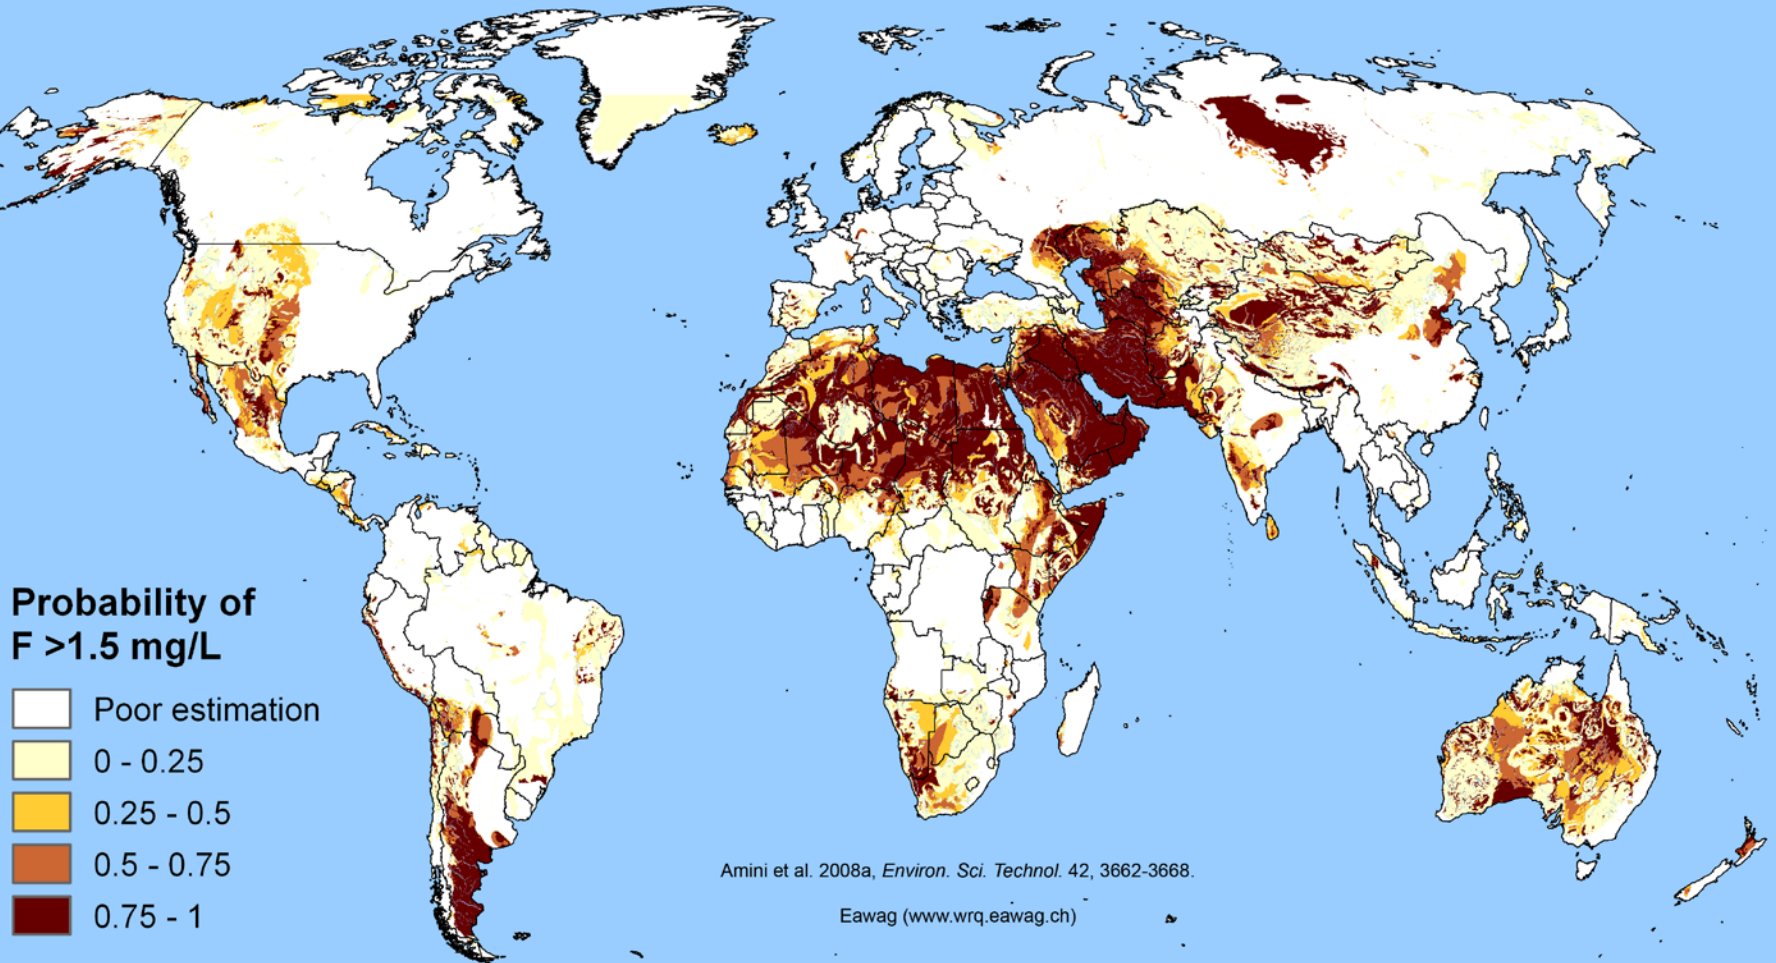 Probability of
F >1.5 mg/L
Poor estimation
0 - 0.25
0.25 - 0.5
0.5 - 0.75
0.75 - 1
Amini et al. 2008a, Environ. Sci. Technol. 42, 3662-3668.
Eawag (www.wrq.eawag.ch)